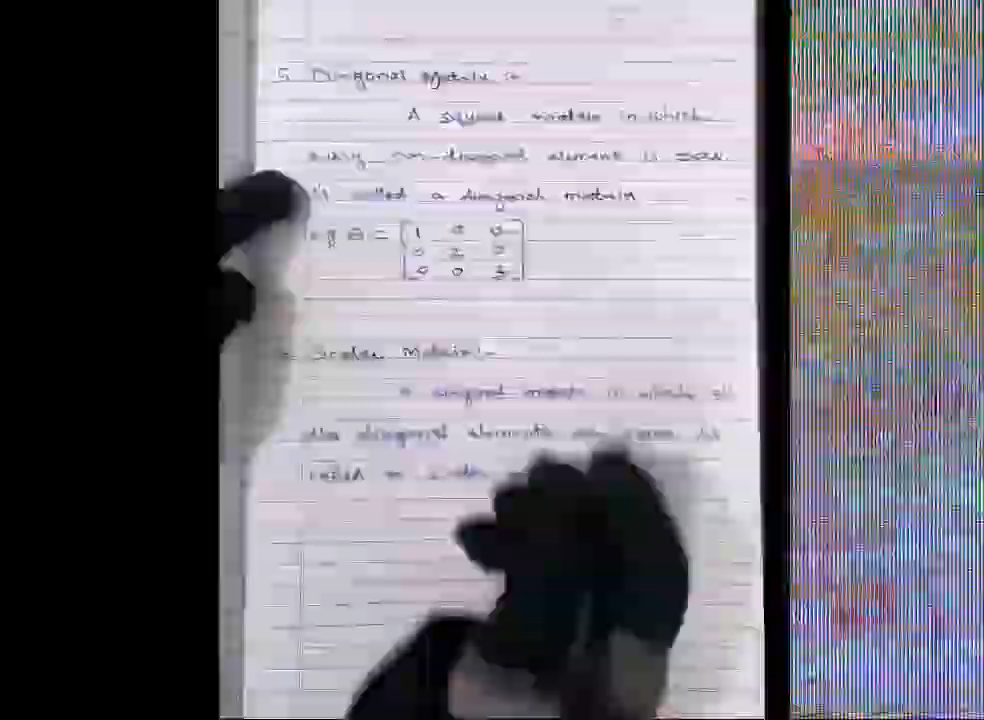 5 Diagonal Matrix :-
A square matrix in which
every non-diagonal element is zero
is called a diagonal matrix
e.g. = [1 0 0
0 2 0
0 0 3]
Scalar Matrix :-
A diagonal matrix in which all
the diagonal elements are same is
called a scalar